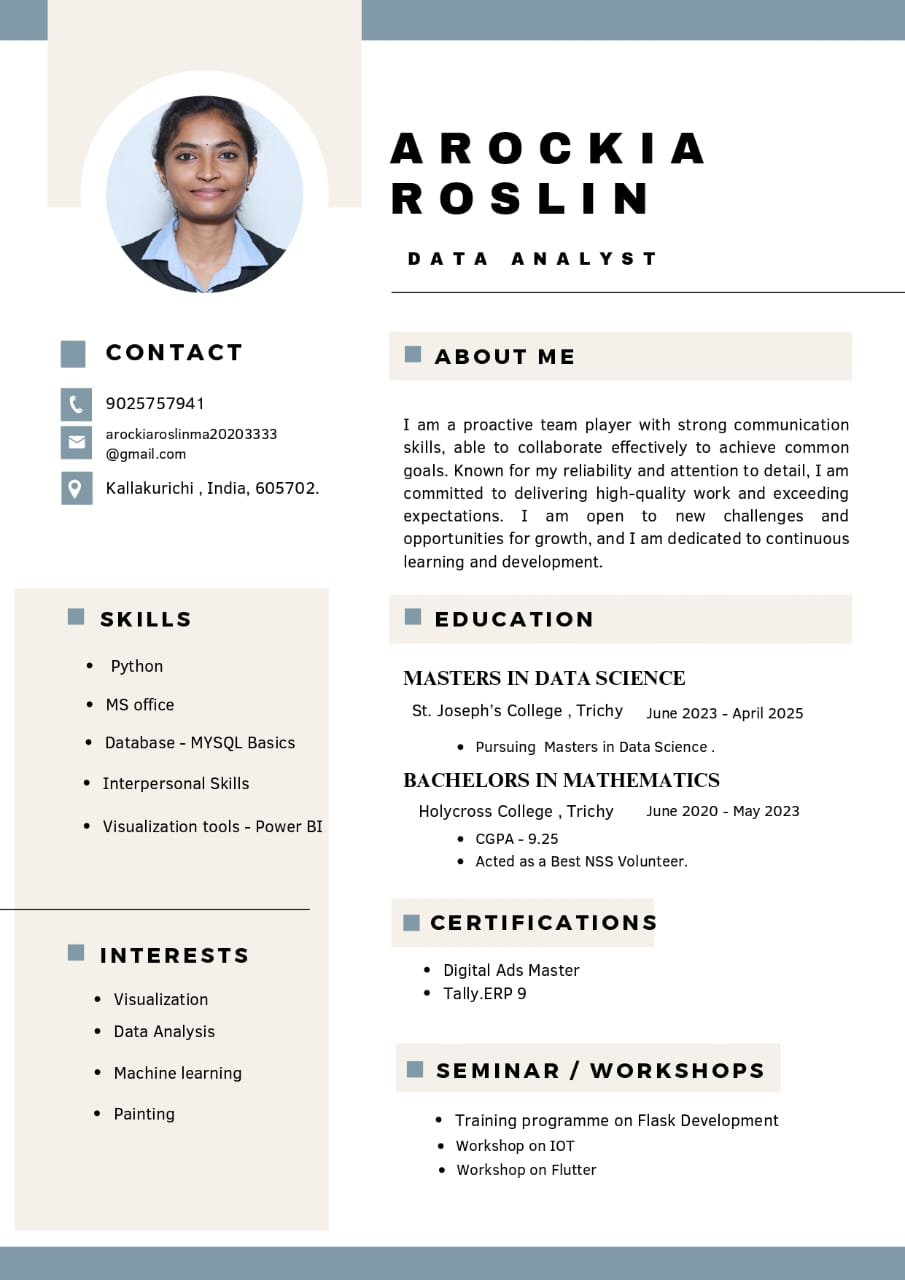 AROCKIA
ROSLIN
DATA ANALYST
CONTACT
9025757941
arockiaroslinma20203333
@gmail.com
Kallakurichi , India, 605702.
SKILLS
• Python
• MS office
• Database - MYSQL Basics
• Interpersonal Skills
• Visualization tools - Power BI
INTERESTS
• Visualization
• Data Analysis
• Machine learning
• Painting
ABOUT ME
I am a proactive team player with strong communication
skills, able to collaborate effectively to achieve common
goals. Known for my reliability and attention to detail, I am
committed to delivering high-quality work and exceeding
expectations. I am open to new challenges and
opportunities for growth, and I am dedicated to continuous
learning and development.
EDUCATION
MASTERS IN DATA SCIENCE
St. Joseph's College , Trichy June 2023 - April 2025
• Pursuing Masters in Data Science .
BACHELORS IN MATHEMATICS
Holycross College , Trichy June 2020 - May 2023
• CGPA - 9.25
• Acted as a Best NSS Volunteer.
CERTIFICATIONS
• Digital Ads Master
• Tally.ERP 9
SEMINAR / WORKSHOPS
• Training programme on Flask Development
• Workshop on IOT
• Workshop on Flutter